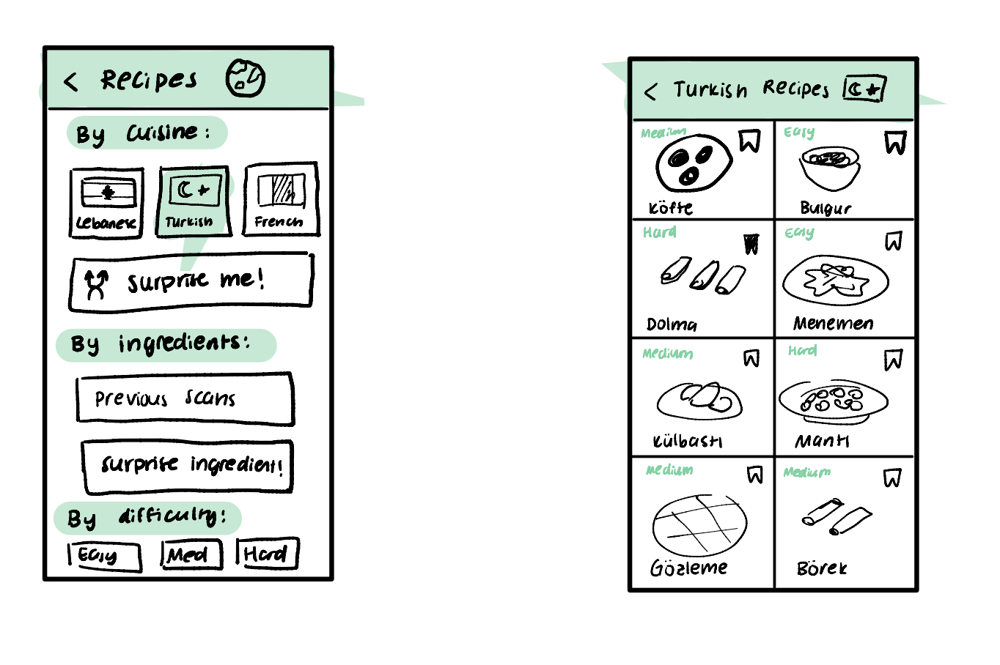 < Recipes
By Cuisine:
Lebanese Turkish French
Surprise me!
By ingredients:
Previous scans
Surprise ingredient!
By difficulty:
Easy Med Hard
< Turkish Recipes
Medium Easy
Köfte Bulgur
Hard Easy
Dolma Menemen
Medium Hard
Külbastı Mantı
Medium Medium
Gözleme Börek